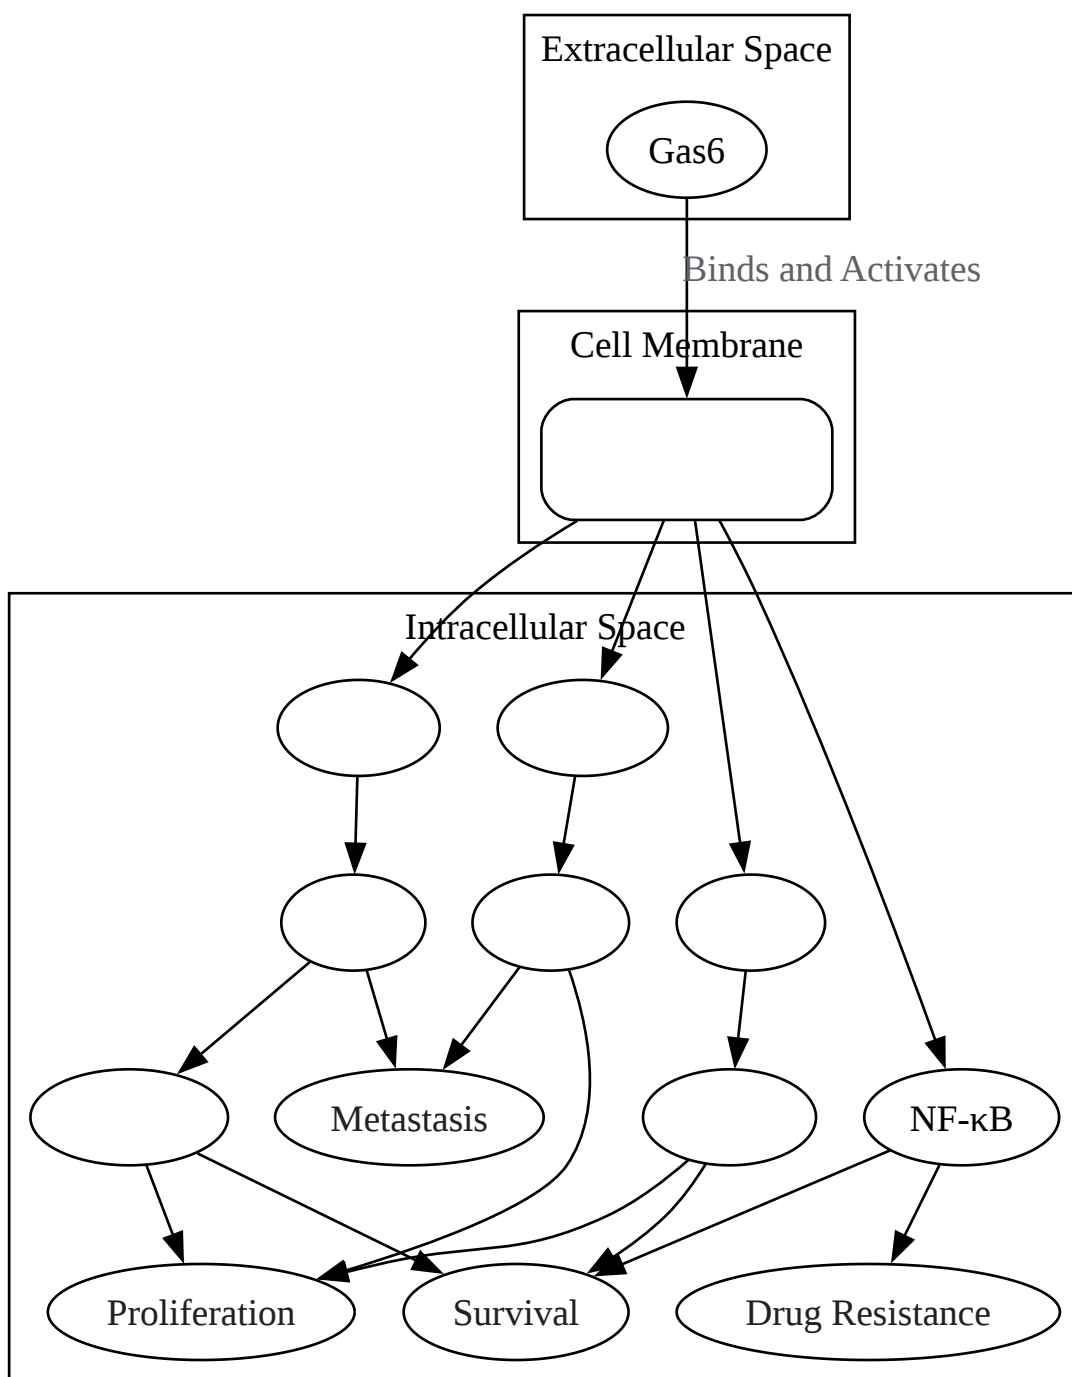 Extracellular Space
Gas6
Binds and Activates
Cell Membrane
Intracellular Space
Metastasis
NF-κB
Proliferation
Survival
Drug Resistance